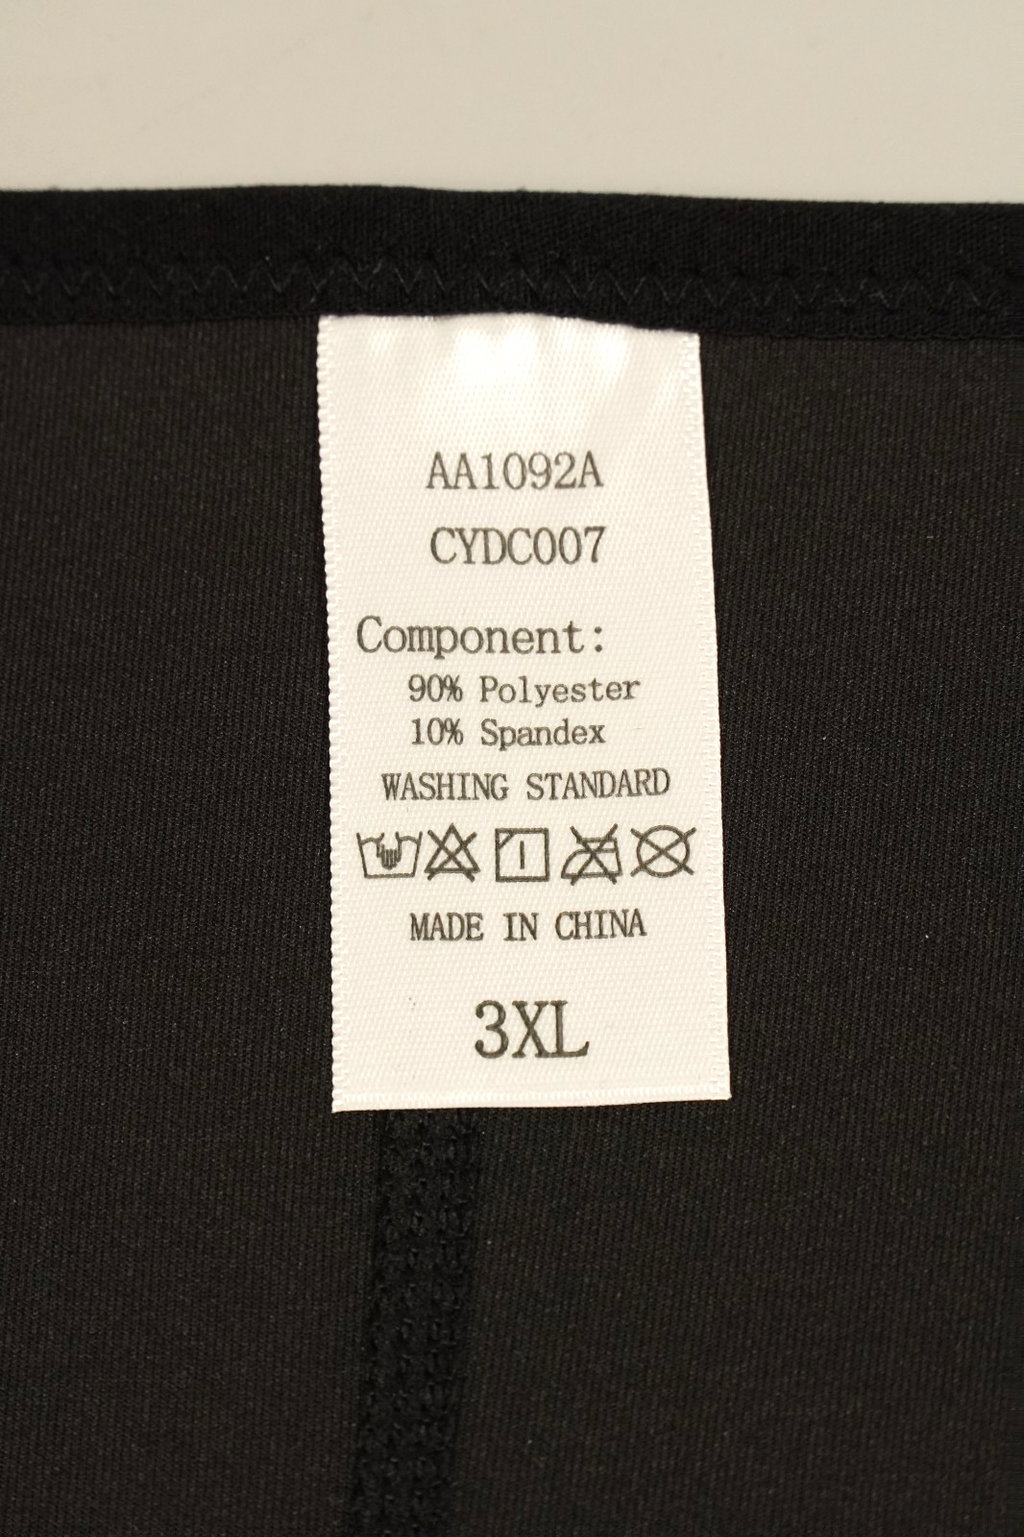 AA1092A
CYDC007
Component:
90% Polyester
10% Spandex
WASHING STANDARD
MADE IN CHINA
3XL